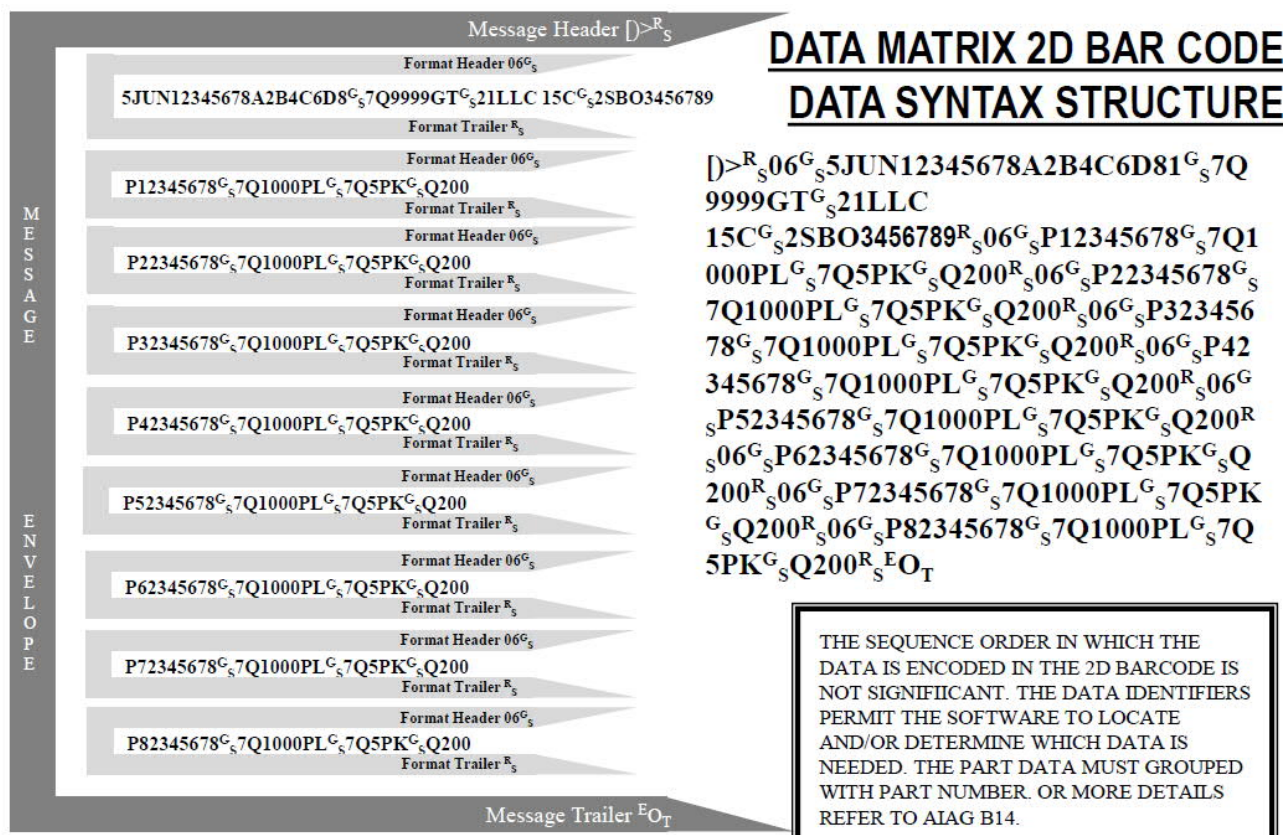 Message Header [)>ᴿS
DATA MATRIX 2D BAR CODE
DATA SYNTAX STRUCTURE
MESSAGE
ENVELOPE
Format Header 06ᴳS
5JUN12345678A2B4C6D8ᴳS7Q9999GTᴳS21LLC 15CᴳS2SBO3456789
Format Trailer ᴿS
Format Header 06ᴳS
P12345678ᴳS7Q1000PLᴳS7Q5PKᴳSQ200
Format Trailer ᴿS
Format Header 06ᴳS
P22345678ᴳS7Q1000PLᴳS7Q5PKᴳSQ200
Format Trailer ᴿS
Format Header 06ᴳS
P32345678ᴳS7Q1000PLᴳS7Q5PKᴳSQ200
Format Trailer ᴿS
Format Header 06ᴳS
P42345678ᴳS7Q1000PLᴳS7Q5PKᴳSQ200
Format Trailer ᴿS
Format Header 06ᴳS
P52345678ᴳS7Q1000PLᴳS7Q5PKᴳSQ200
Format Trailer ᴿS
Format Header 06ᴳS
P62345678ᴳS7Q1000PLᴳS7Q5PKᴳSQ200
Format Trailer ᴿS
Format Header 06ᴳS
P72345678ᴳS7Q1000PLᴳS7Q5PKᴳSQ200
Format Trailer ᴿS
Format Header 06ᴳS
P82345678ᴳS7Q1000PLᴳS7Q5PKᴳSQ200
Format Trailer ᴿS
Message Trailer ᴱOT
[)>ᴿS06ᴳS5JUN12345678A2B4C6D81ᴳS7Q
9999GTᴳS21LLC
15CᴳS2SBO3456789ᴿS06ᴳSP12345678ᴳS7Q1
000PLᴳS7Q5PKᴳSQ200ᴿS06ᴳSP22345678ᴳS
7Q1000PLᴳS7Q5PKᴳSQ200ᴿS06ᴳSP323456
78ᴳS7Q1000PLᴳS7Q5PKᴳSQ200ᴿS06ᴳSP42
345678ᴳS7Q1000PLᴳS7Q5PKᴳSQ200ᴿS06ᴳ
SP52345678ᴳS7Q1000PLᴳS7Q5PKᴳSQ200ᴿ
S06ᴳSP62345678ᴳS7Q1000PLᴳS7Q5PKᴳSQ
200ᴿS06ᴳSP72345678ᴳS7Q1000PLᴳS7Q5PK
ᴳSQ200ᴿS06ᴳSP82345678ᴳS7Q1000PLᴳS7Q
5PKᴳSQ200ᴿSᴱOT
THE SEQUENCE ORDER IN WHICH THE
DATA IS ENCODED IN THE 2D BARCODE IS
NOT SIGNIFIICANT. THE DATA IDENTIFIERS
PERMIT THE SOFTWARE TO LOCATE
AND/OR DETERMINE WHICH DATA IS
NEEDED. THE PART DATA MUST GROUPED
WITH PART NUMBER. OR MORE DETAILS
REFER TO AIAG B14.